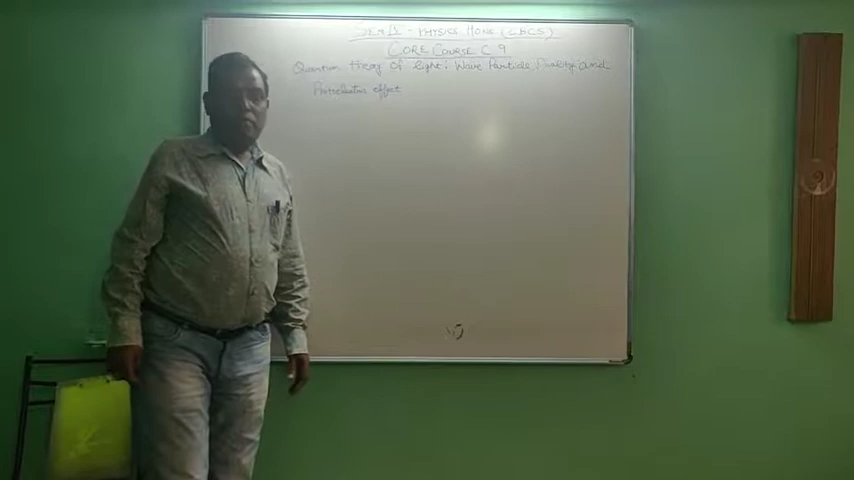 SEM IV - PHYSICS HONS (CBCS)
CORE COURSE C 9
Quantum theory of light: Wave Particle Duality and
Photoelectric effect